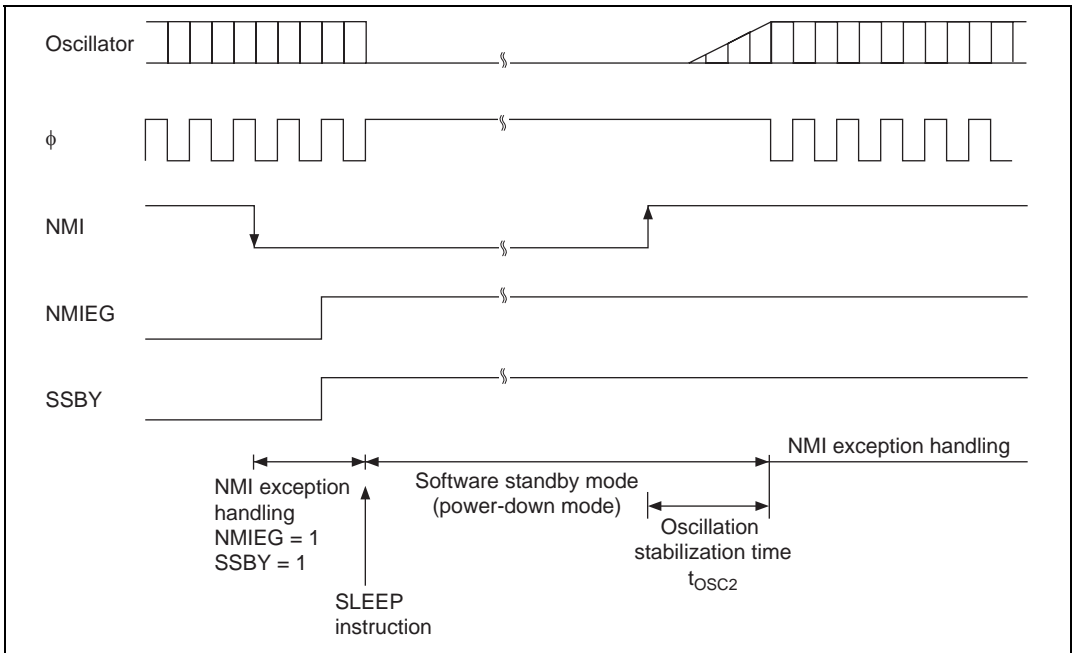 Oscillator
ϕ
NMI
NMIEG
SSBY
NMI exception handling
NMI exception
handling
NMIEG = 1
SSBY = 1
Software standby mode
(power-down mode)
Oscillation
stabilization time
tOSC2
SLEEP
instruction